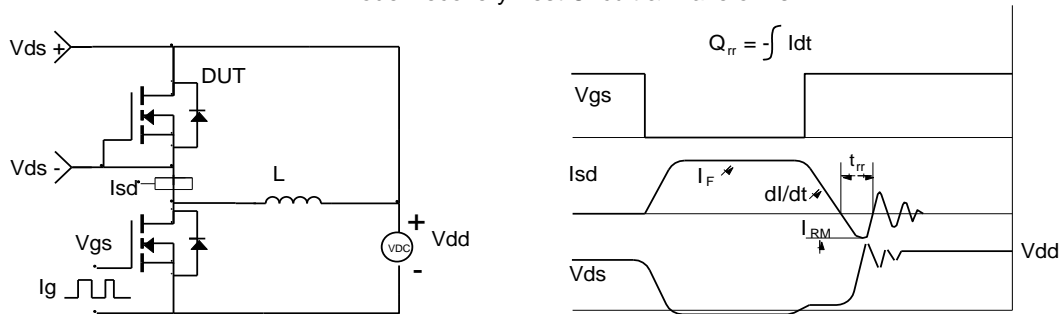 Vds +
DUT
Vds -
Isd
L
Vgs
Ig
VDC
+
-
Vdd
Qrr = -∫ Idt
Vgs
Isd
IF
dI/dt
trr
IRM
Vds
Vdd